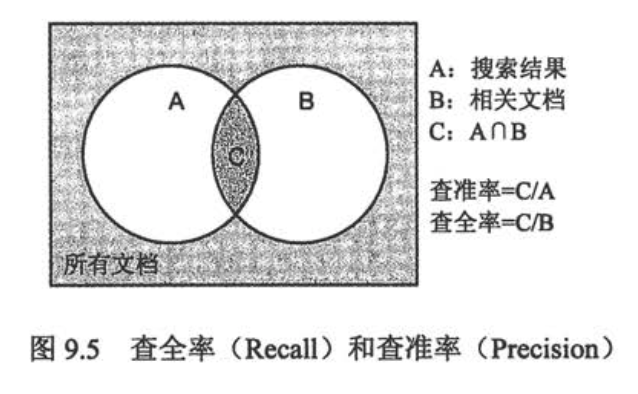 A
B
C
所有文档
A：搜索结果
B：相关文档
C：A∩B
查准率=C/A
查全率=C/B
图 9.5 查全率（Recall）和查准率（Precision）